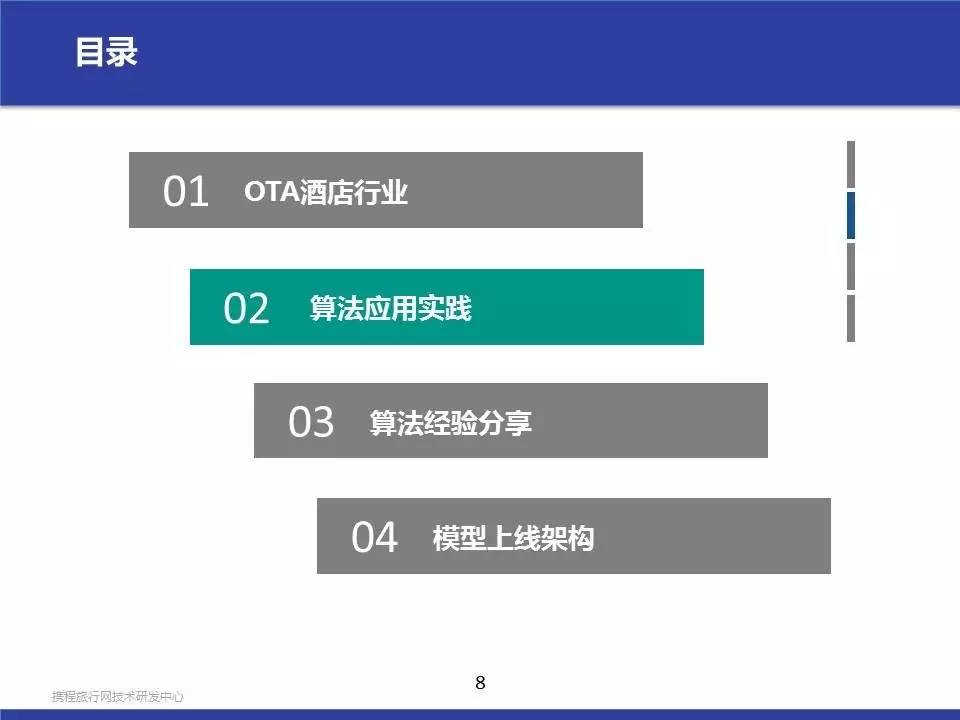 目录
01 OTA酒店行业
02 算法应用实践
03 算法经验分享
04 模型上线架构
8
携程旅行网技术研发中心